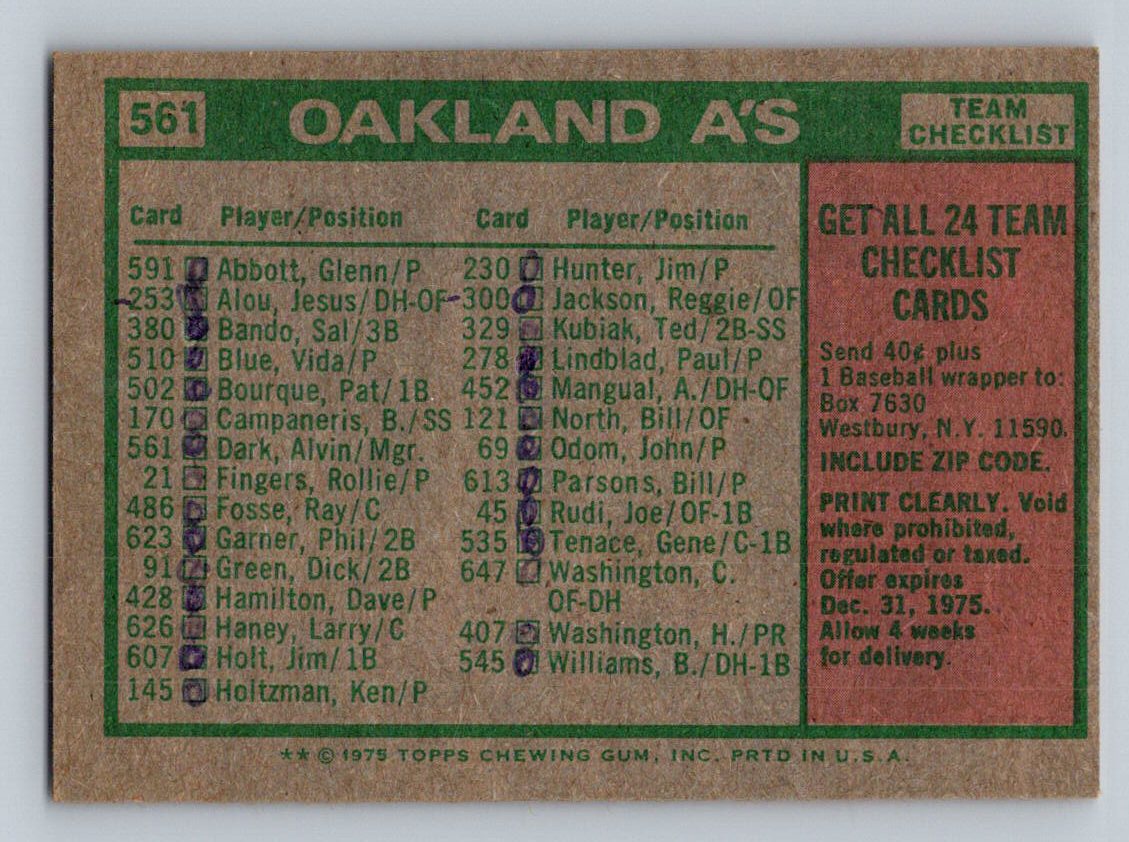 561 OAKLAND A'S TEAM CHECKLIST
Card Player/Position
591 Abbott, Glenn/P
253 Alou, Jesus/DH-OF
380 Bando, Sal/3B
510 Blue, Vida/P
502 Bourque, Pat/1B
170 Campaneris, B./SS
561 Dark, Alvin/Mgr.
21 Fingers, Rollie/P
486 Fosse, Ray/C
623 Garner, Phil/2B
91 Green, Dick/2B
428 Hamilton, Dave/P
626 Haney, Larry/C
607 Holt, Jim/1B
145 Holtzman, Ken/P
Card Player/Position
230 Hunter, Jim/P
300 Jackson, Reggie/OF
329 Kubiak, Ted/2B-SS
278 Lindblad, Paul/P
452 Mangual, A./DH-OF
121 North, Bill/OF
69 Odom, John/P
613 Parsons, Bill/P
45 Rudi, Joe/OF-1B
535 Tenace, Gene/C-1B
647 Washington, C.
OF-DH
407 Washington, H./PR
545 Williams, B./DH-1B
GET ALL 24 TEAM
CHECKLIST
CARDS
Send 40¢ plus
1 Baseball wrapper to:
Box 7630
Westbury, N.Y. 11590.
INCLUDE ZIP CODE.
PRINT CLEARLY. Void
where prohibited,
regulated or taxed.
Offer expires
Dec. 31, 1975.
Allow 4 weeks
for delivery.
** © 1975 TOPPS CHEWING GUM, INC. PRTD IN U.S.A.